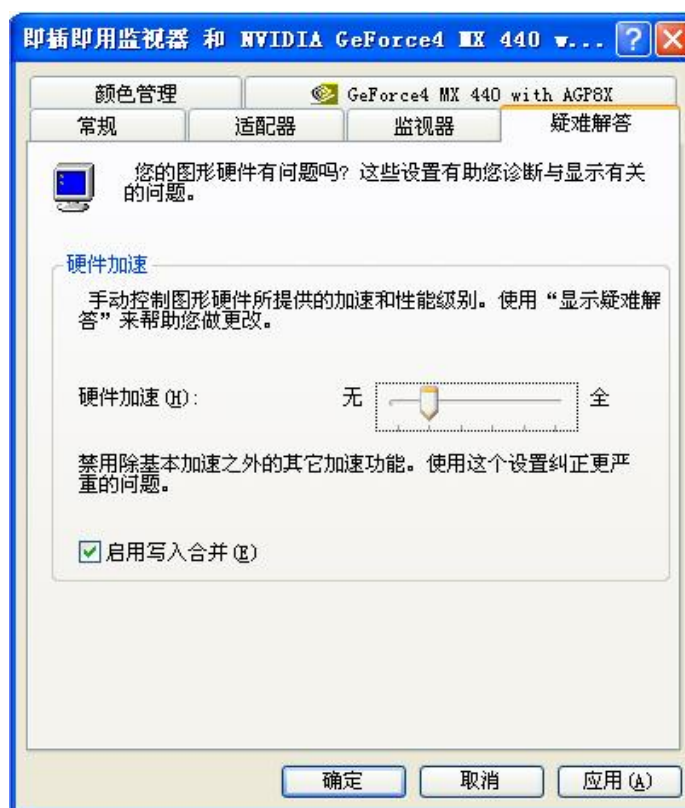 即插即用监视器 和 NVIDIA GeForce4 MX 440 w...
颜色管理
GeForce4 MX 440 with AGP8X
常规
适配器
监视器
疑难解答
您的图形硬件有问题吗？这些设置有助您诊断与显示有关
的问题。
硬件加速
手动控制图形硬件所提供的加速和性能级别。使用“显示疑难解
答”来帮助您做更改。
硬件加速(H):
无
全
禁用除基本加速之外的其它加速功能。使用这个设置纠正更严
重的问题。
启用写入合并(E)
确定
取消
应用(A)